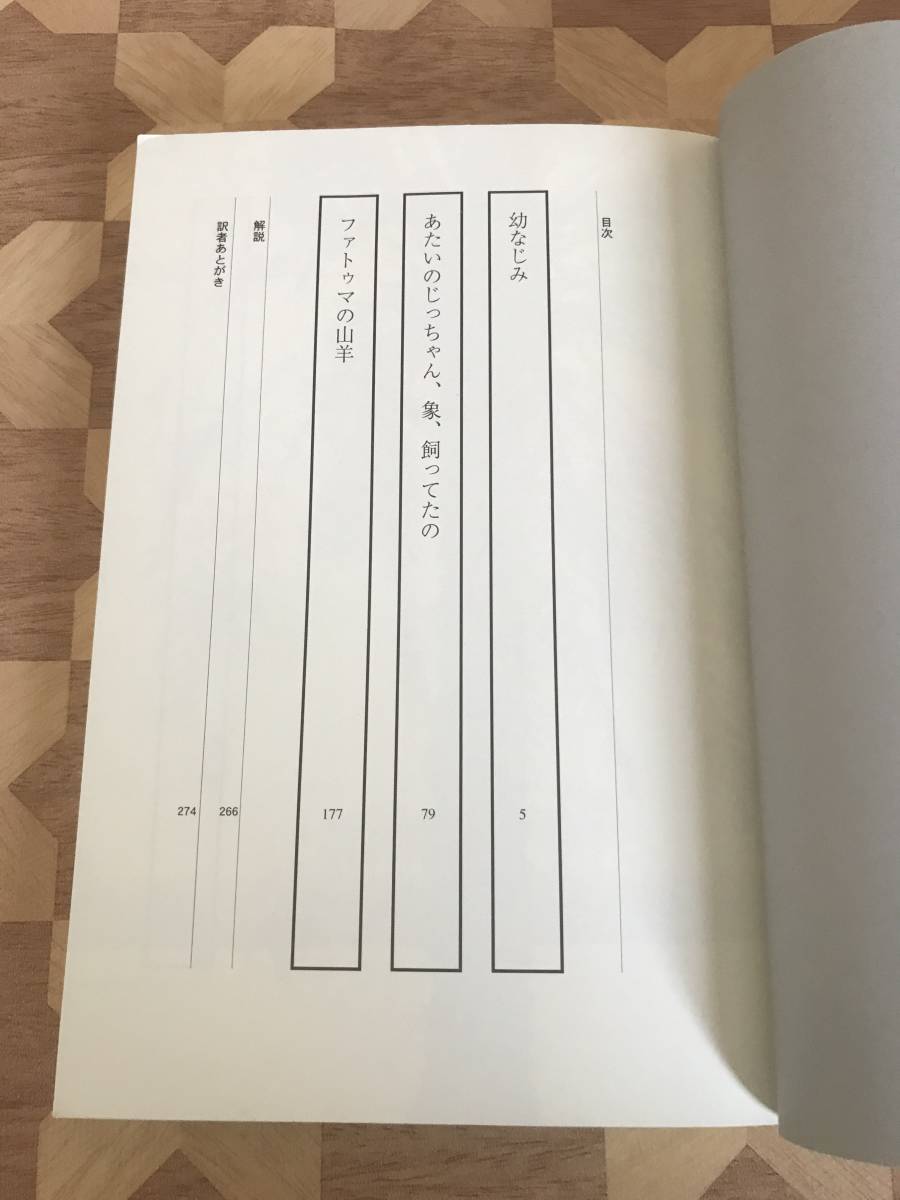 目次
幼なじみ 5
あたいのじっちゃん、象、飼ってたの 79
ファトゥマの山羊 177
解説 266
訳者あとがき 274